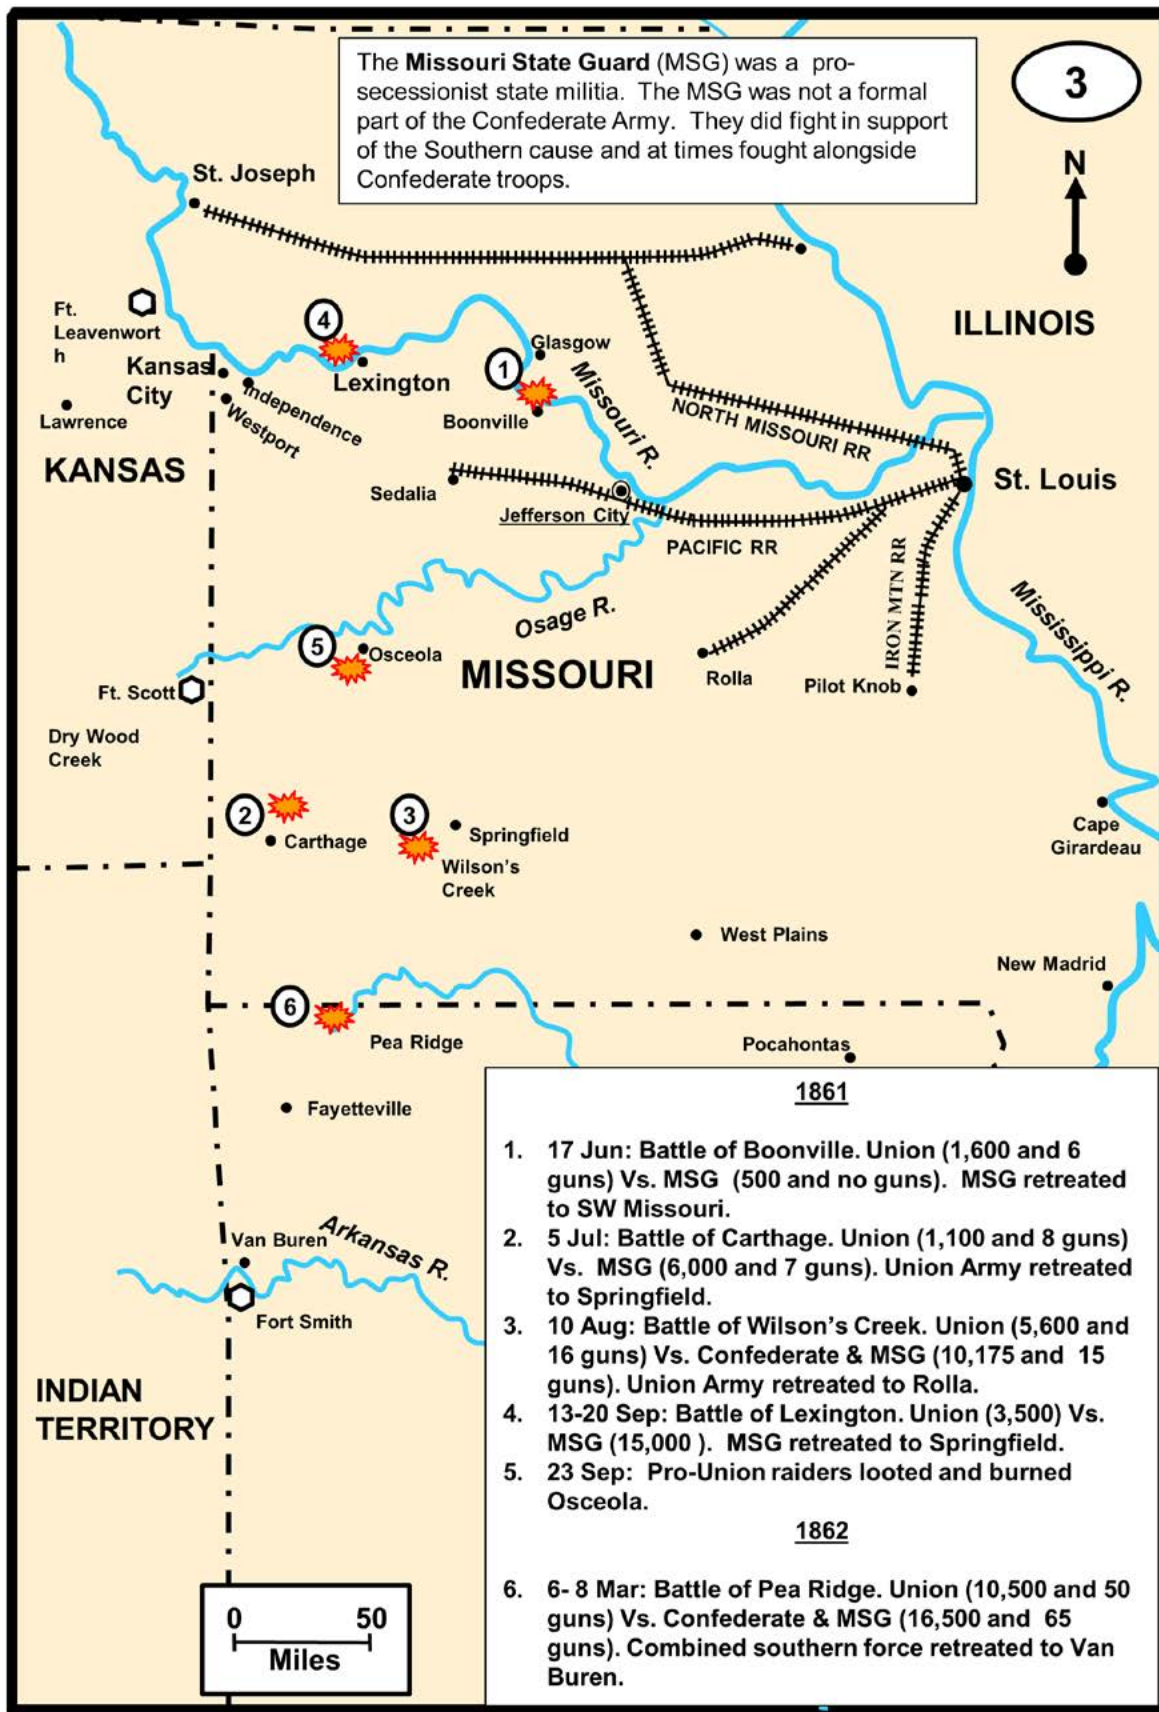 The Missouri State Guard (MSG) was a pro-
secessionist state militia. The MSG was not a formal
part of the Confederate Army. They did fight in support
of the Southern cause and at times fought alongside
Confederate troops.
3
N
St. Joseph
ILLINOIS
Ft.
Leavenwort
h
4
Kansas
City
Lexington
1
Glasgow
Missouri R.
Independence
Westport
Lawrence
Boonville
NORTH MISSOURI RR
KANSAS
Sedalia
St. Louis
Jefferson City
PACIFIC RR
IRON MTN RR
Osage R.
Mississippi R.
5
Osceola
MISSOURI
Rolla
Pilot Knob
Ft. Scott
Dry Wood
Creek
2
Carthage
3
Springfield
Wilson's
Creek
Cape
Girardeau
West Plains
New Madrid
6
Pea Ridge
Pocahontas
Fayetteville
Van Buren
Arkansas R.
Fort Smith
INDIAN
TERRITORY
1861
1. 17 Jun: Battle of Boonville. Union (1,600 and 6
guns) Vs. MSG (500 and no guns). MSG retreated
to SW Missouri.
2. 5 Jul: Battle of Carthage. Union (1,100 and 8 guns)
Vs. MSG (6,000 and 7 guns). Union Army retreated
to Springfield.
3. 10 Aug: Battle of Wilson's Creek. Union (5,600 and
16 guns) Vs. Confederate & MSG (10,175 and 15
guns). Union Army retreated to Rolla.
4. 13-20 Sep: Battle of Lexington. Union (3,500) Vs.
MSG (15,000 ). MSG retreated to Springfield.
5. 23 Sep: Pro-Union raiders looted and burned
Osceola.
1862
6. 6- 8 Mar: Battle of Pea Ridge. Union (10,500 and 50
guns) Vs. Confederate & MSG (16,500 and 65
guns). Combined southern force retreated to Van
Buren.
0 50
Miles